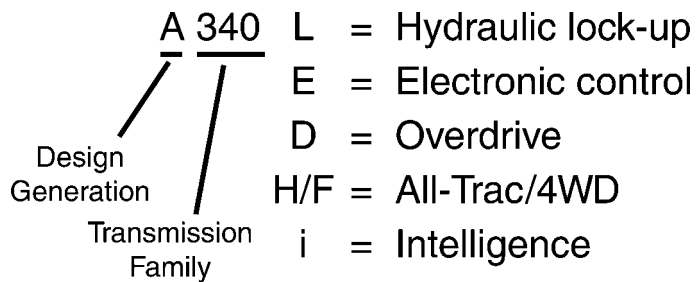 A 340 L = Hydraulic lock-up
E = Electronic control
D = Overdrive
H/F = All-Trac/4WD
i = Intelligence
Design
Generation
Transmission
Family